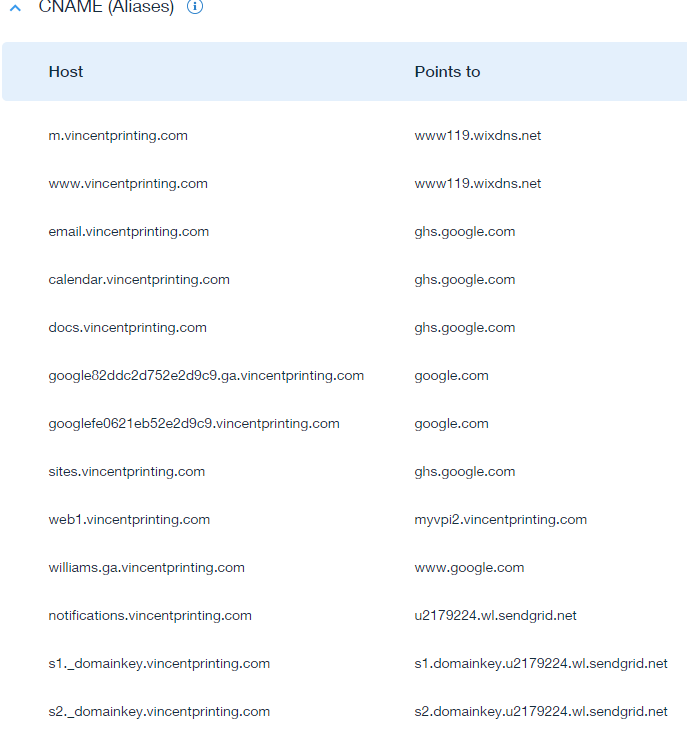 CNAME (Aliases)
Host Points to
m.vincentprinting.com www119.wixdns.net
www.vincentprinting.com www119.wixdns.net
email.vincentprinting.com ghs.google.com
calendar.vincentprinting.com ghs.google.com
docs.vincentprinting.com ghs.google.com
google82ddc2d752e2d9c9.ga.vincentprinting.com google.com
googlefe0621eb52e2d9c9.vincentprinting.com google.com
sites.vincentprinting.com ghs.google.com
web1.vincentprinting.com myvpi2.vincentprinting.com
williams.ga.vincentprinting.com www.google.com
notifications.vincentprinting.com u2179224.wl.sendgrid.net
s1._domainkey.vincentprinting.com s1.domainkey.u2179224.wl.sendgrid.net
s2._domainkey.vincentprinting.com s2.domainkey.u2179224.wl.sendgrid.net